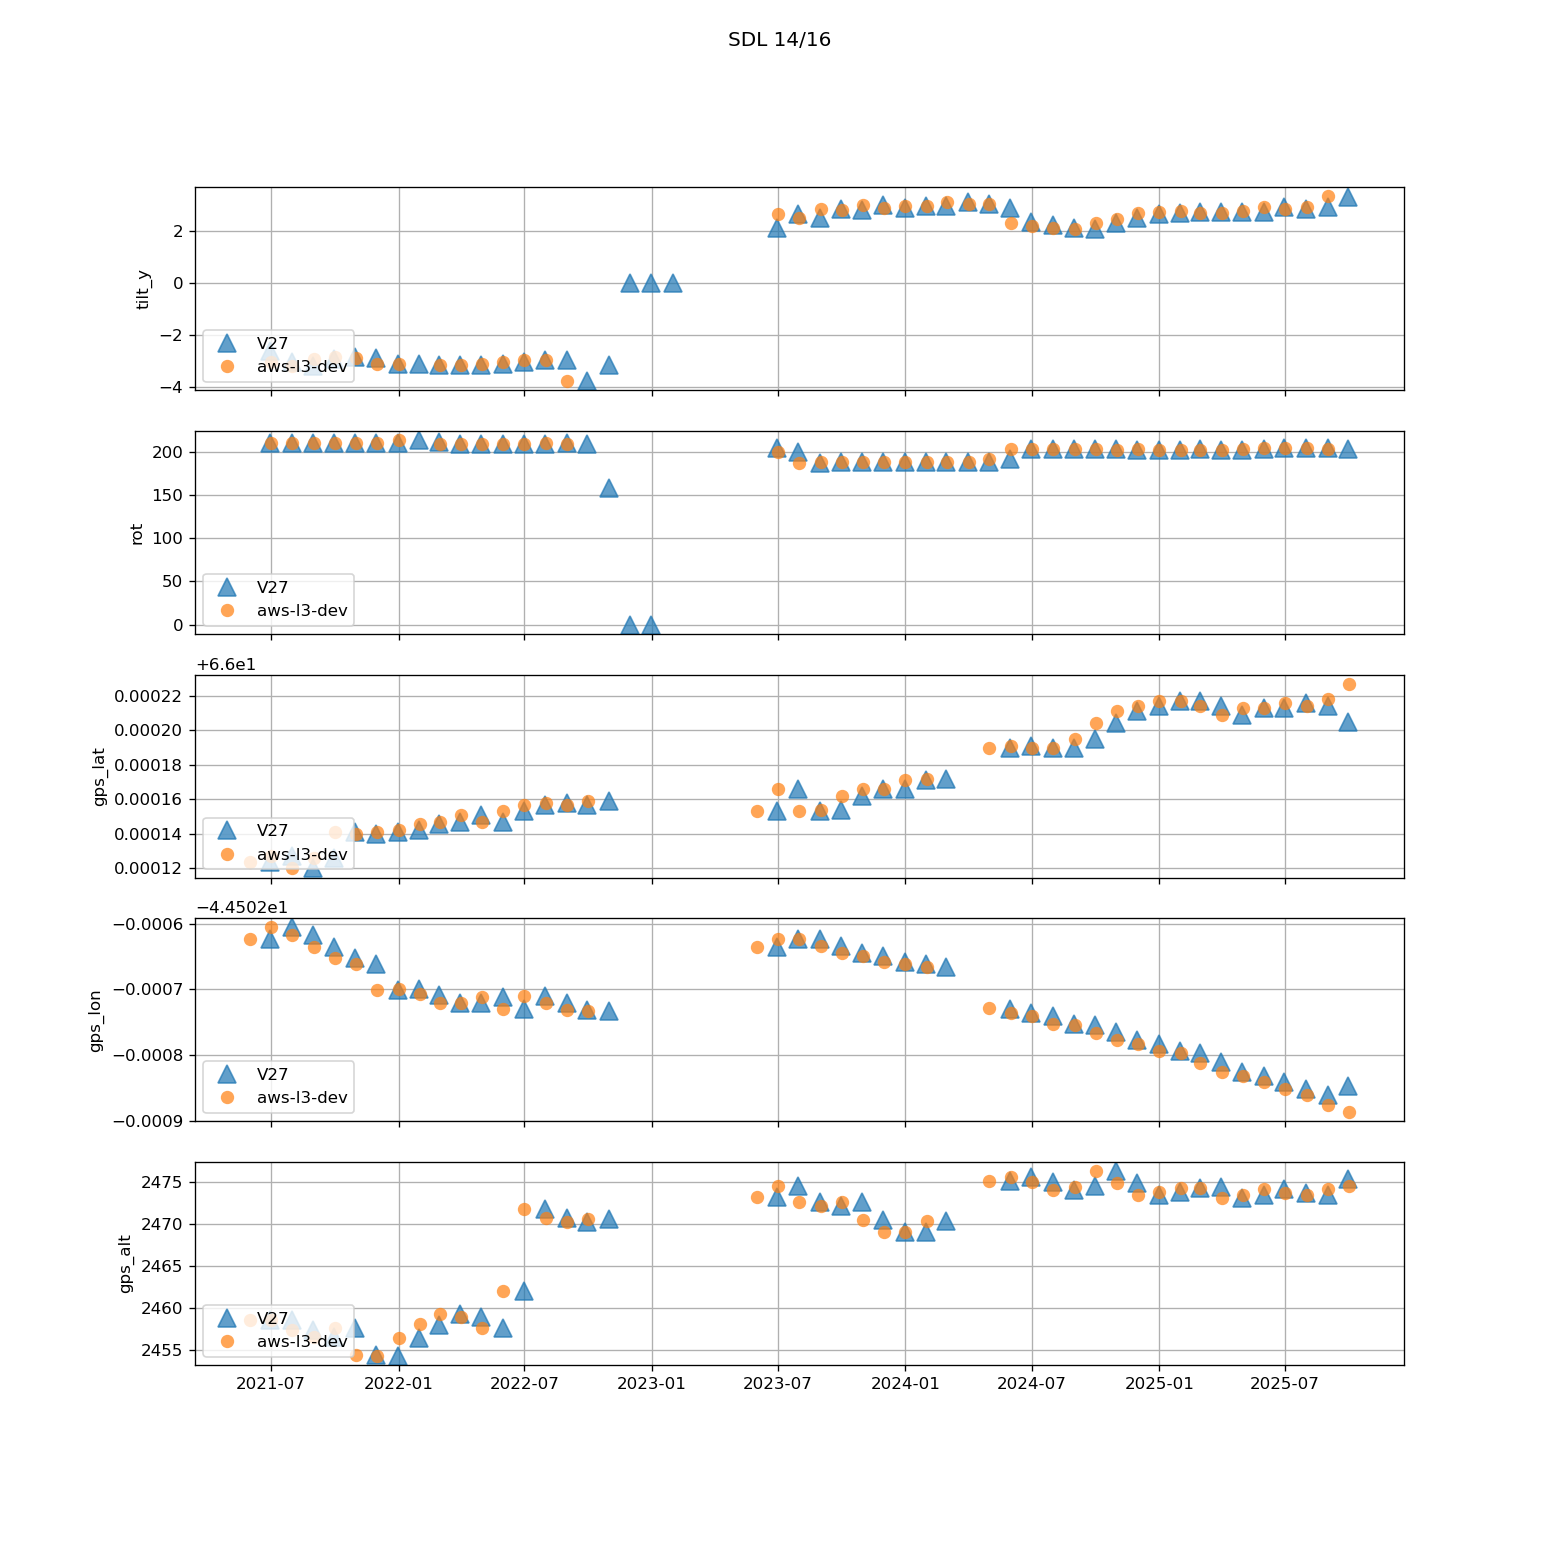 SDL 14/16
2
0
−2
−4
tilt_y
V27
aws-l3-dev
200
150
100
50
0
rot
V27
aws-l3-dev
+6.6e1
0.00022
0.00020
0.00018
0.00016
0.00014
0.00012
gps_lat
V27
aws-l3-dev
−4.4502e1
−0.0006
−0.0007
−0.0008
−0.0009
gps_lon
V27
aws-l3-dev
2475
2470
2465
2460
2455
gps_alt
V27
aws-l3-dev
2021-07 2022-01 2022-07 2023-01 2023-07 2024-01 2024-07 2025-01 2025-07